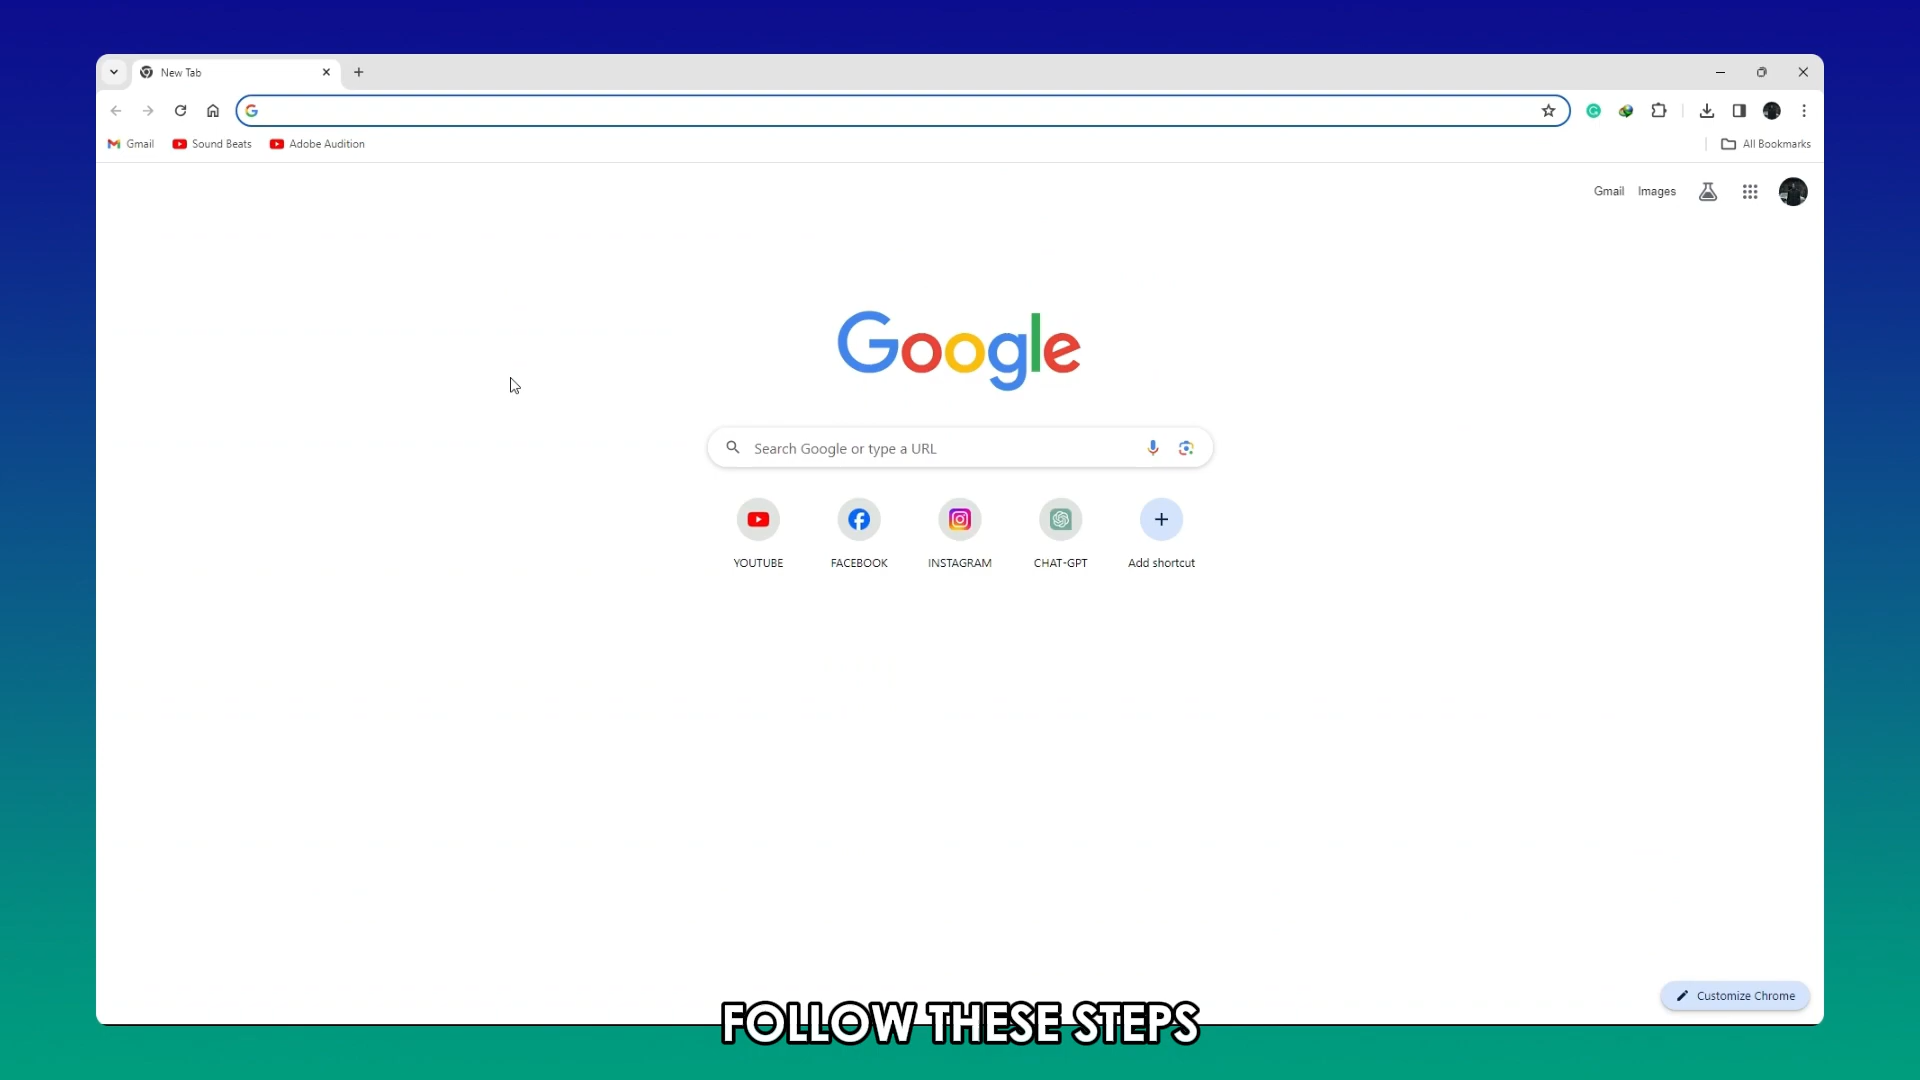 New Tab
Gmail
Sound Beats
Adobe Audition
All Bookmarks
Gmail
Images
Google
Search Google or type a URL
YOUTUBE
FACEBOOK
INSTAGRAM
CHAT-GPT
Add shortcut
Customize Chrome
FOLLOW THESE STEPS